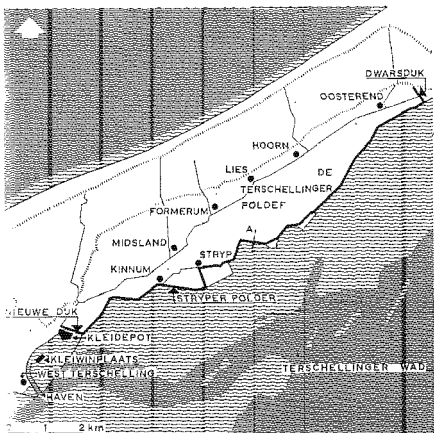 DWARSDIJK
OOSTEREND
HOORN
DE
LIES
TERSCHELLINGER
POLDEF
FORMERUM
A
MIDSLAND
STRYP
KINNUM
STRYPER POLDER
NIEUWE DIJK
KLEIDEPOT
KLEIWINPLAATS
TERSCHELLINGER WAD
WEST TERSCHELLING
HAVEN
0 1 2 km